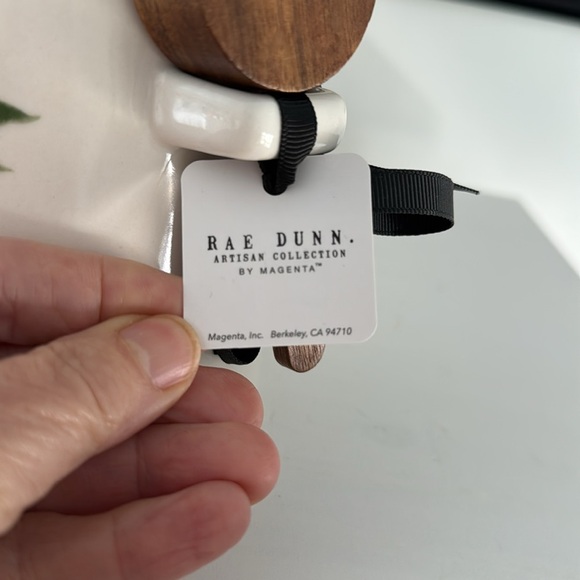 RAE DUNN.
ARTISAN COLLECTION
BY MAGENTA™
Magenta, Inc. Berkeley, CA 94710